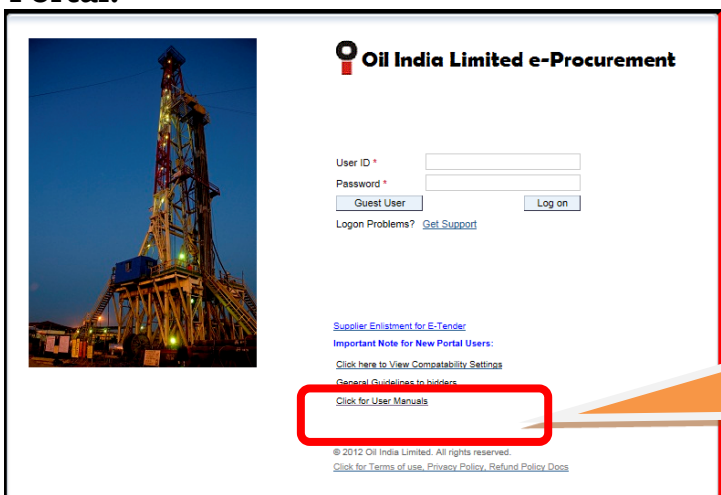 Portal.
Oil India Limited e-Procurement
User ID *
Password *
Guest User Log on
Logon Problems? Get Support
Supplier Enlistment for E-Tender
Important Note for New Portal Users:
Click here to View Compatability Settings
General Guidelines to bidders
Click for User Manuals
© 2012 Oil India Limited. All rights reserved.
Click for Terms of use, Privacy Policy, Refund Policy Docs